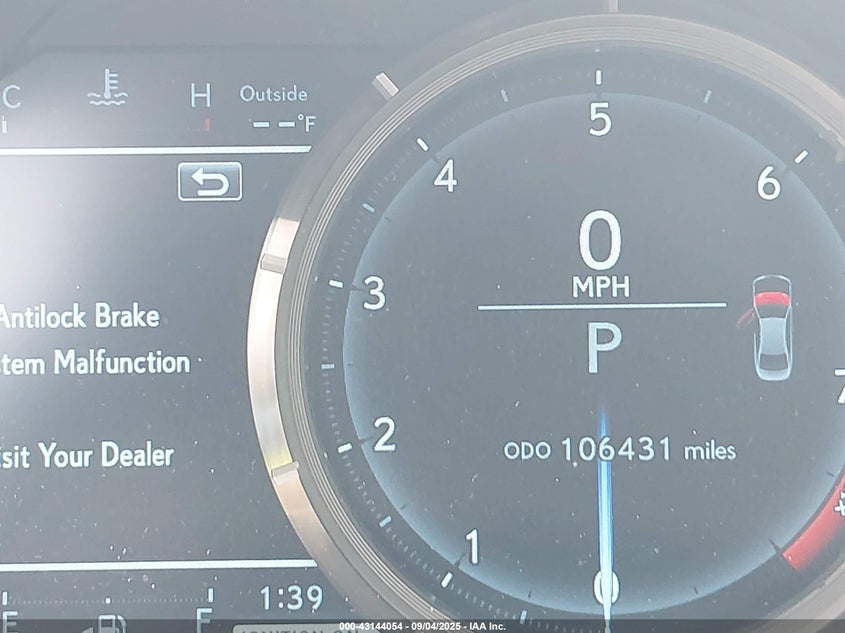 C H Outside
-- °F
Antilock Brake
tem Malfunction
sit Your Dealer
E F 1:39
0 1 2 3 4 5 6 7
0
MPH
P
ODO 106431 miles
000-43144054 - 09/04/2025 - IAA Inc.